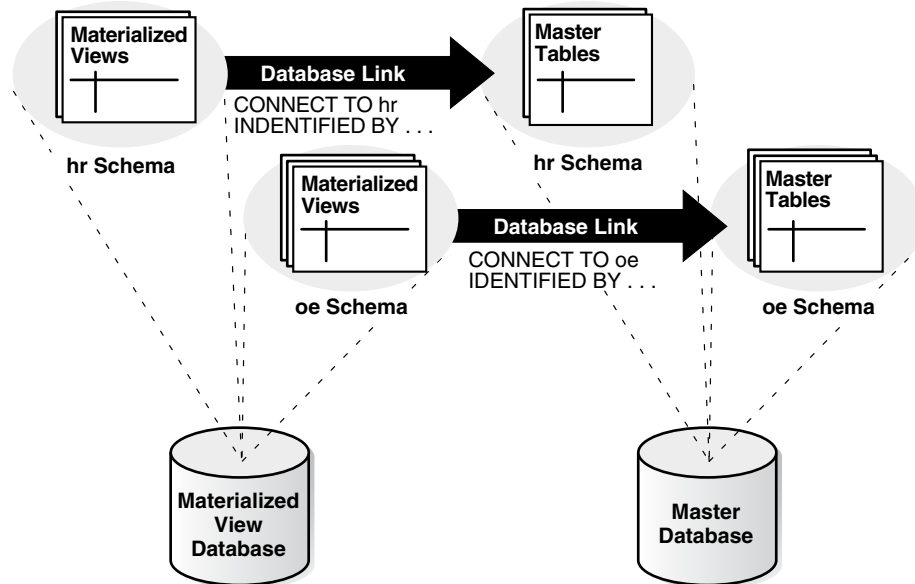 Materialized
Views
Database Link
CONNECT TO hr
INDENTIFIED BY . . .
hr Schema
Master
Tables
hr Schema
Materialized
Views
Database Link
CONNECT TO oe
IDENTIFIED BY . . .
oe Schema
Master
Tables
oe Schema
Materialized
View
Database
Master
Database